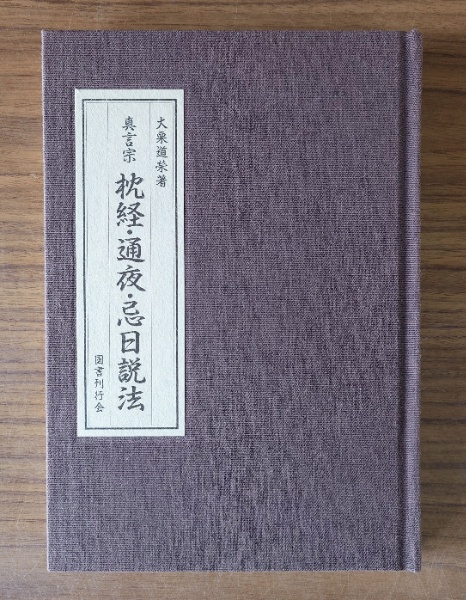 大栗道榮著
真言宗
枕経・通夜・忌日説法
国書刊行会